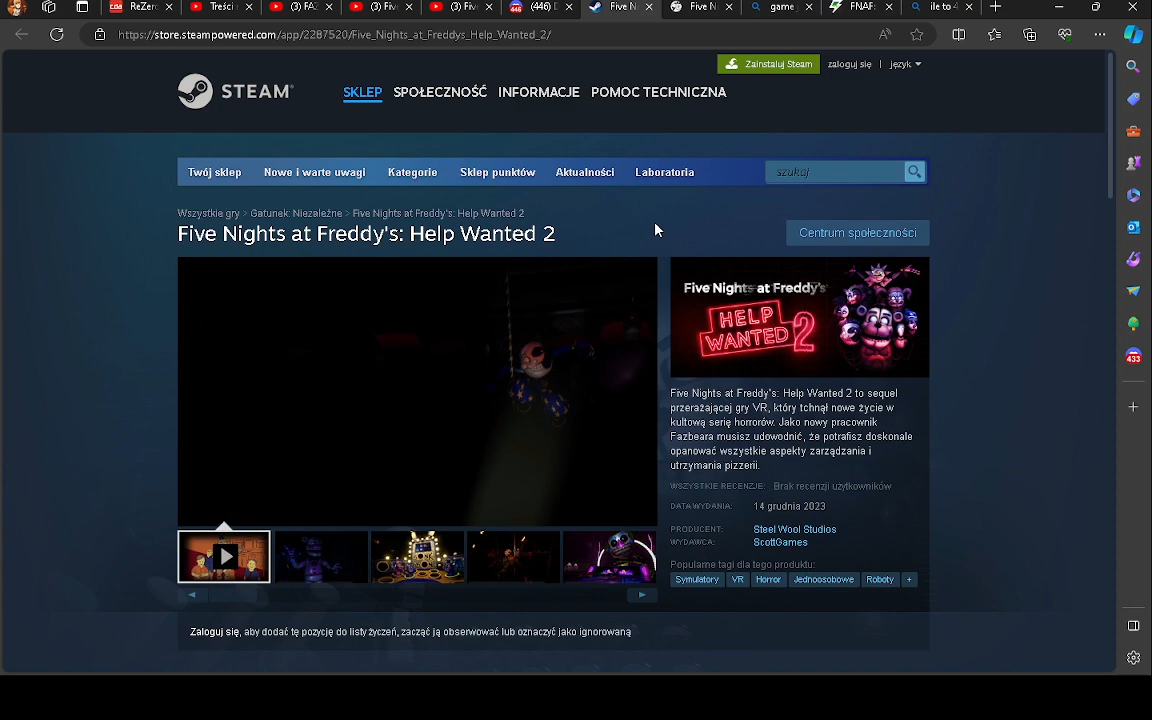 ReZerc
Treści i
(3) FAZ
(3) Five
(3) Five
446
(446) D
Five N
Five N
game
FNAF:
ile to 4
https://store.steampowered.com/app/2287520/Five_Nights_at_Freddys_Help_Wanted_2/
Zainstaluj Steam
zaloguj się | język
STEAM
SKLEP SPOŁECZNOŚĆ INFORMACJE POMOC TECHNICZNA
Twój sklep Nowe i warte uwagi Kategorie Sklep punktów Aktualności Laboratoria szukaj
Wszystkie gry > Gatunek: Niezależne > Five Nights at Freddy's: Help Wanted 2
Five Nights at Freddy's: Help Wanted 2
Centrum społeczności
Five Nights at Freddy's
HELP
WANTED 2
Five Nights at Freddy's: Help Wanted 2 to sequel
przerażającej gry VR, który tchnął nowe życie w
kultową serię horrorów. Jako nowy pracownik
Fazbeara musisz udowodnić, że potrafisz doskonale
opanować wszystkie aspekty zarządzania i
utrzymania pizzerii.
WSZYSTKIE RECENZJE: Brak recenzji użytkowników
DATA WYDANIA: 14 grudnia 2023
PRODUCENT: Steel Wool Studios
WYDAWCA: ScottGames
Popularne tagi dla tego produktu:
Symulatory VR Horror Jednoosobowe Roboty +
433
Zaloguj się, aby dodać tę pozycję do listy życzeń, zacząć ją obserwować lub oznaczyć jako ignorowaną